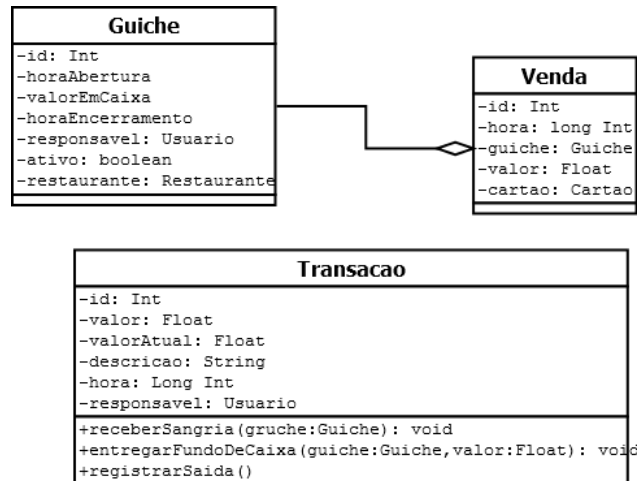 Guiche
-id: Int
-horaAbertura
-valorEmCaixa
-horaEncerramento
-responsavel: Usuario
-ativo: boolean
-restaurante: Restaurante
Venda
-id: Int
-hora: long Int
-guiche: Guiche
-valor: Float
-cartao: Cartao
Transacao
-id: Int
-valor: Float
-valorAtual: Float
-descricao: String
-hora: Long Int
-responsavel: Usuario
+receberSangria(gruche:Guiche): void
+entregarFundoDeCaixa(guiche:Guiche,valor:Float): void
+registrarSaida()